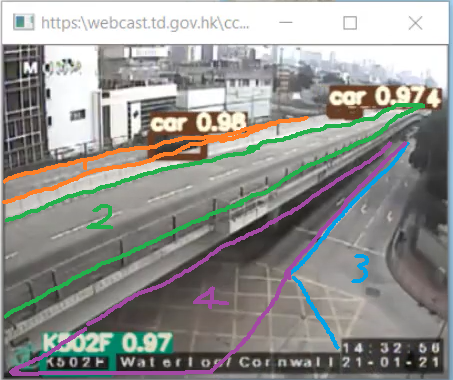 https:\webcast.td.gov.hk\cc...
car 0.974
car 0.98
2
3
4
K502F 0.97
14:32:56
K502F Waterloo/Cornwall 21-01-21